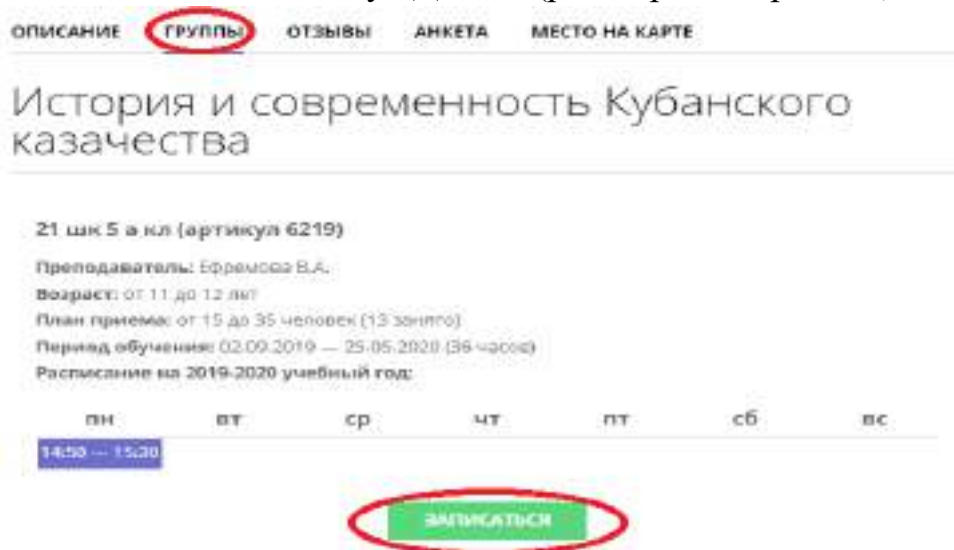 ОПИСАНИЕ ГРУППЫ ОТЗЫВЫ АНКЕТА МЕСТО НА КАРТЕ
История и современность Кубанского
казачества
21 шк 5 а кл (артикул 6219)
Преподаватель: Ефремова В.А.
Возраст: от 11 до 12 лет
План приема: от 15 до 35 человек (13 занято)
Период обучения: 02.09.2019 — 25.05.2020 (36 часов)
Расписание на 2019-2020 учебный год:
пн вт ср чт пт сб вс
14:50 — 15:30
ЗАПИСАТЬСЯ